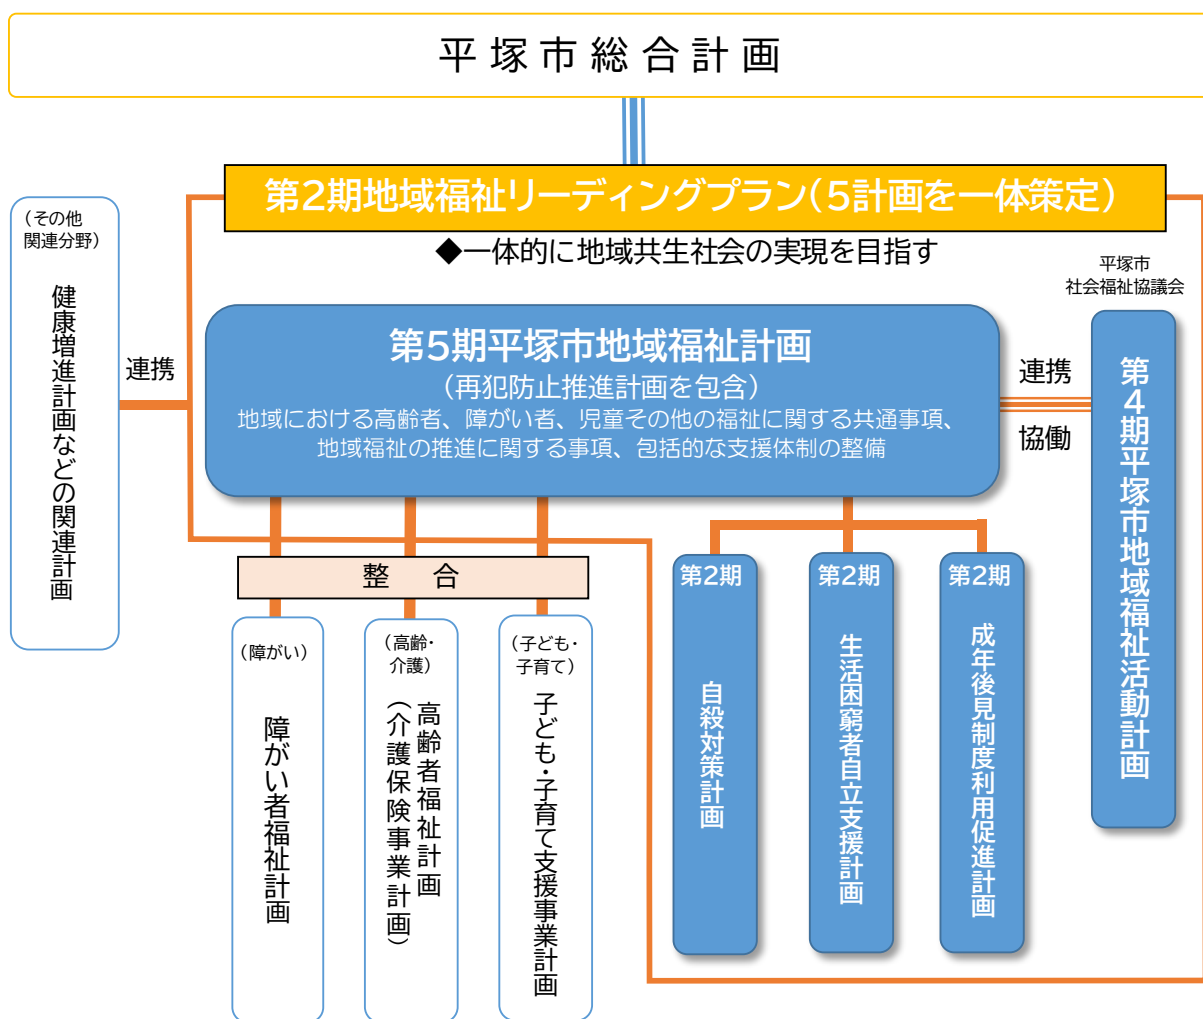 平塚市総合計画
第2期地域福祉リーディングプラン(5計画を一体策定)
◆一体的に地域共生社会の実現を目指す
(その他
関連分野)
健康増進計画などの関連計画
連携
第5期平塚市地域福祉計画
(再犯防止推進計画を包含)
地域における高齢者、障がい者、児童その他の福祉に関する共通事項、
地域福祉の推進に関する事項、包括的な支援体制の整備
連携
協働
平塚市
社会福祉協議会
第4期平塚市地域福祉活動計画
整 合
(障がい)
障がい者福祉計画
(高齢・
介護)
高齢者福祉計画
(介護保険事業計画)
(子ども・
子育て)
子ども・子育て支援事業計画
第2期
自殺対策計画
第2期
生活困窮者自立支援計画
第2期
成年後見制度利用促進計画